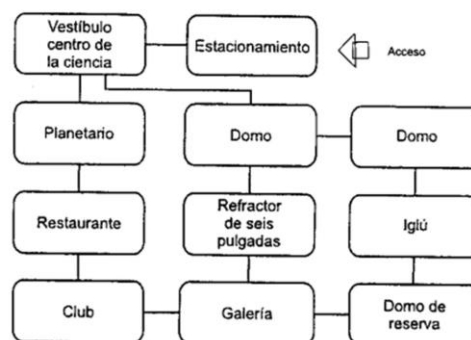 Vestíbulo
centro de
la ciencia
Estacionamiento
Acceso
Planetario
Domo
Domo
Restaurante
Refractor
de seis
pulgadas
Iglú
Club
Galería
Domo de
reserva